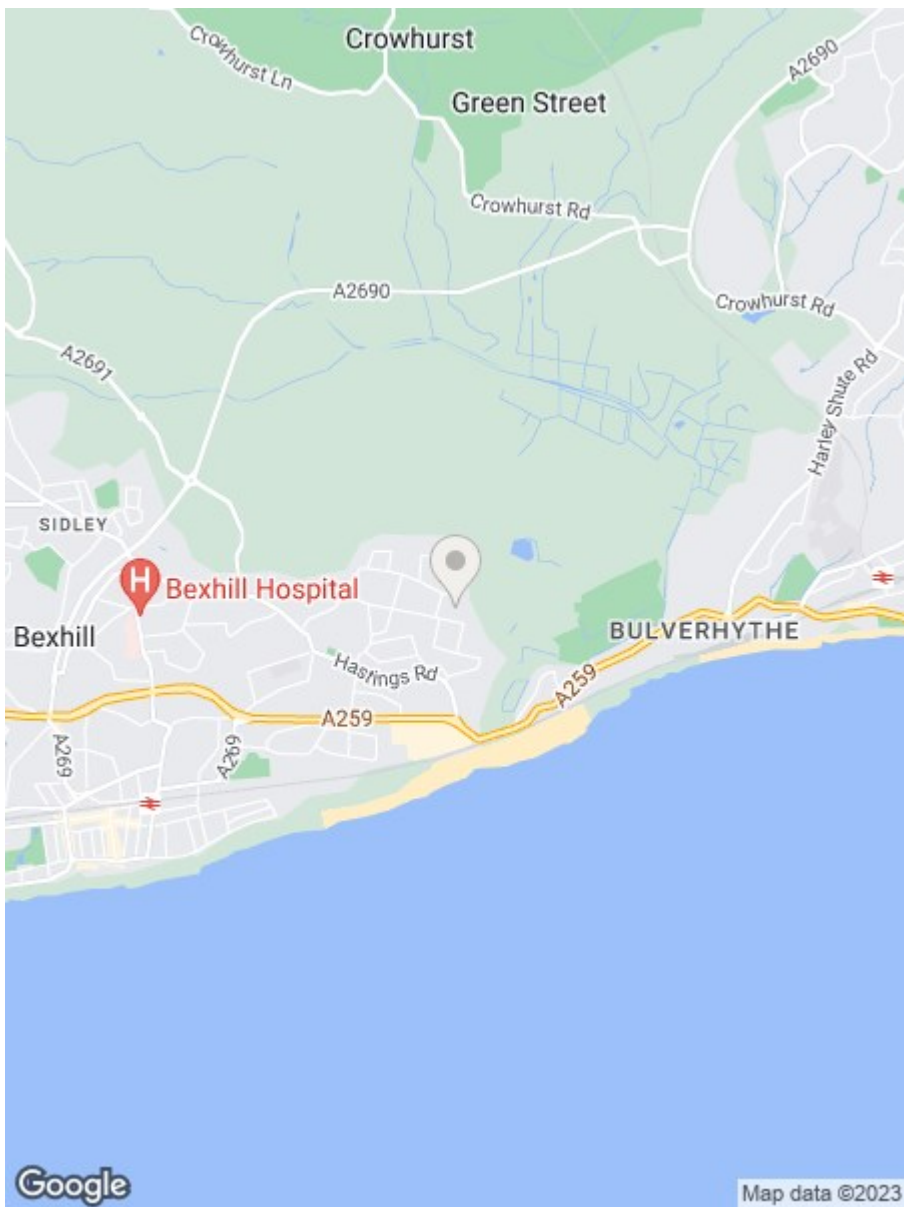 Crowhurst
Crowhurst Ln
A2690
Green Street
Crowhurst Rd
A2690
Crowhurst Rd
A2691
Harley Shute Rd
SIDLEY
H
Bexhill Hospital
Bexhill
BULVERHYTHE
Hastings Rd
A259
A259
A269
A269
Google
Map data ©2023